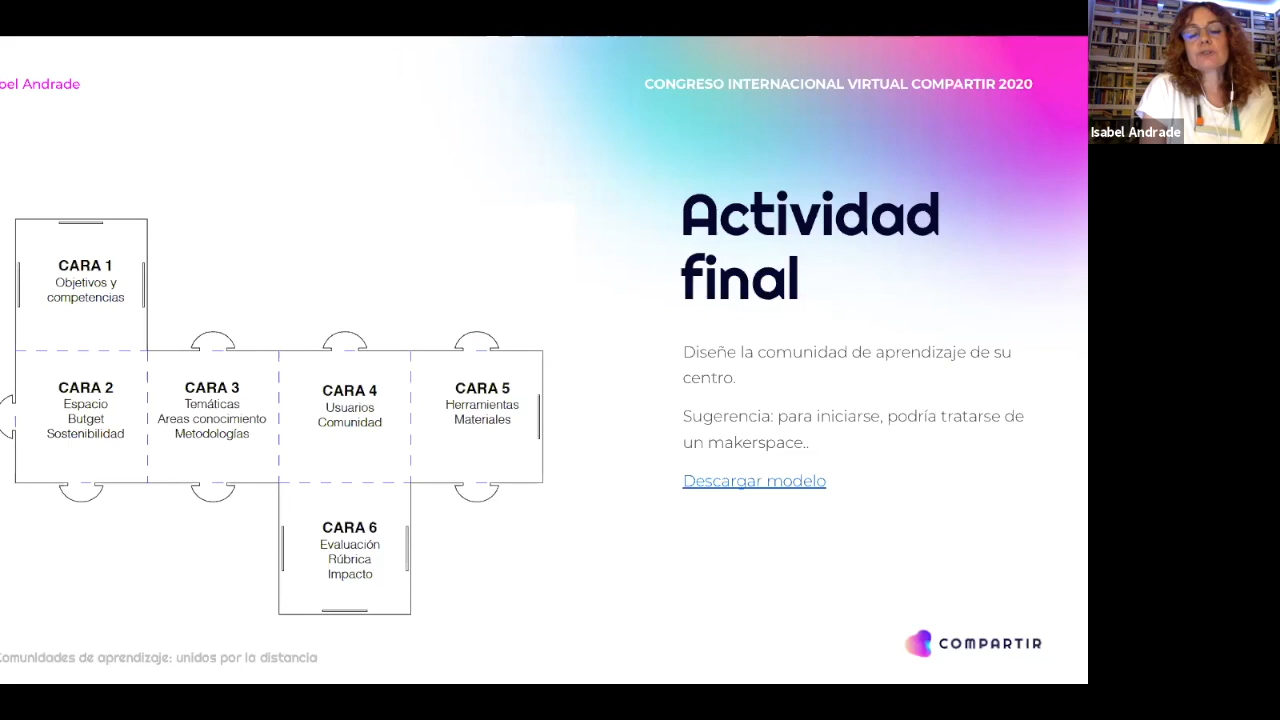 bel Andrade
CONGRESO INTERNACIONAL VIRTUAL COMPARTIR 2020
Isabel Andrade
Actividad
final
CARA 1
Objetivos y
competencias
CARA 2
Espacio
Butget
Sostenibilidad
CARA 3
Temáticas
Areas conocimiento
Metodologías
CARA 4
Usuarios
Comunidad
CARA 5
Herramientas
Materiales
CARA 6
Evaluación
Rúbrica
Impacto
Diseñe la comunidad de aprendizaje de su
centro.
Sugerencia: para iniciarse, podría tratarse de
un makerspace..
Descargar modelo
Comunidades de aprendizaje: unidos por la distancia
COMPARTIR